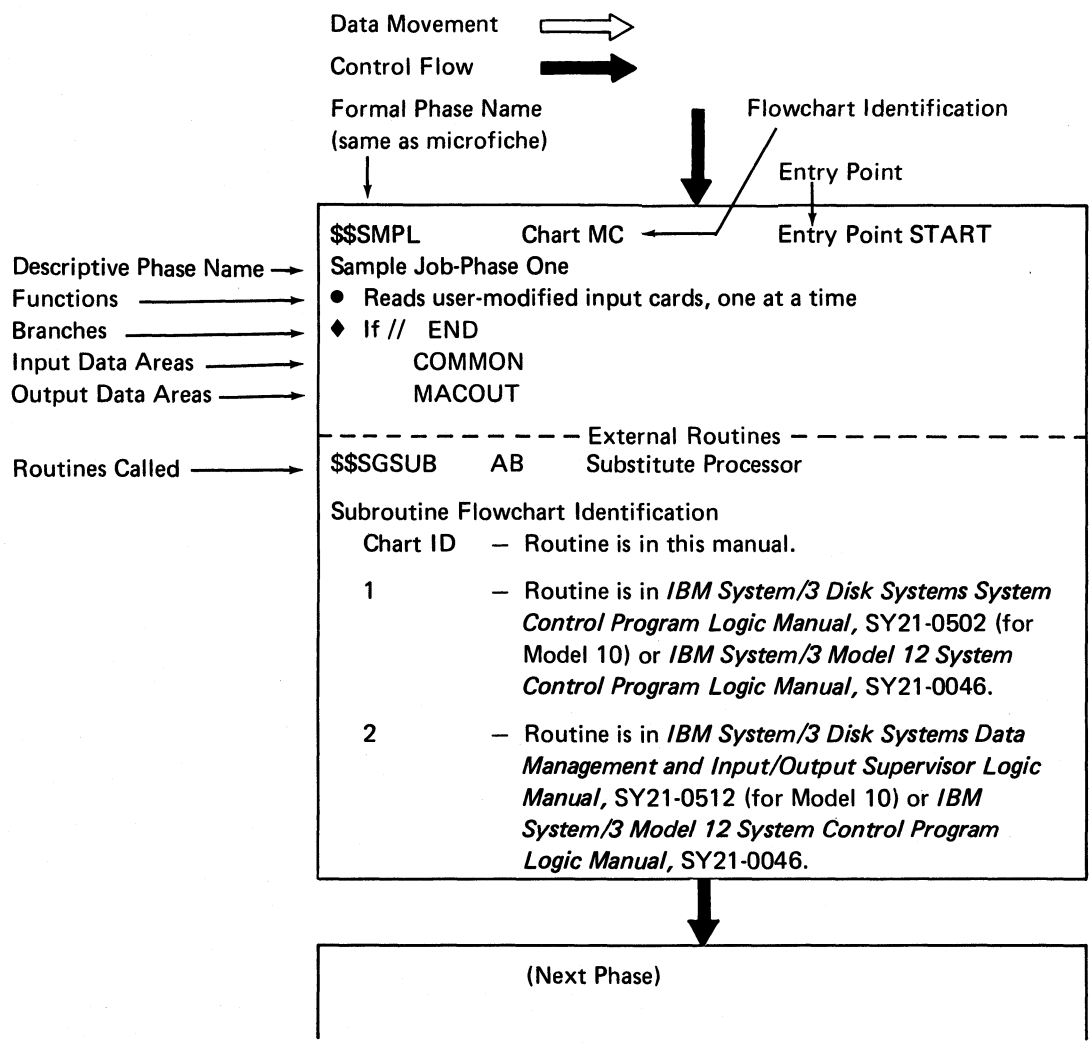 Data Movement
Control Flow
Formal Phase Name
(same as microfiche)
Flowchart Identification
Entry Point
$$SMPL Chart MC Entry Point START
Descriptive Phase Name Sample Job-Phase One
Functions ● Reads user-modified input cards, one at a time
Branches ♦ If // END
Input Data Areas COMMON
Output Data Areas MACOUT
External Routines
Routines Called $$SGSUB AB Substitute Processor
Subroutine Flowchart Identification
Chart ID — Routine is in this manual.
1 — Routine is in IBM System/3 Disk Systems System
Control Program Logic Manual, SY21-0502 (for
Model 10) or IBM System/3 Model 12 System
Control Program Logic Manual, SY21-0046.
2 — Routine is in IBM System/3 Disk Systems Data
Management and Input/Output Supervisor Logic
Manual, SY21-0512 (for Model 10) or IBM
System/3 Model 12 System Control Program
Logic Manual, SY21-0046.
(Next Phase)